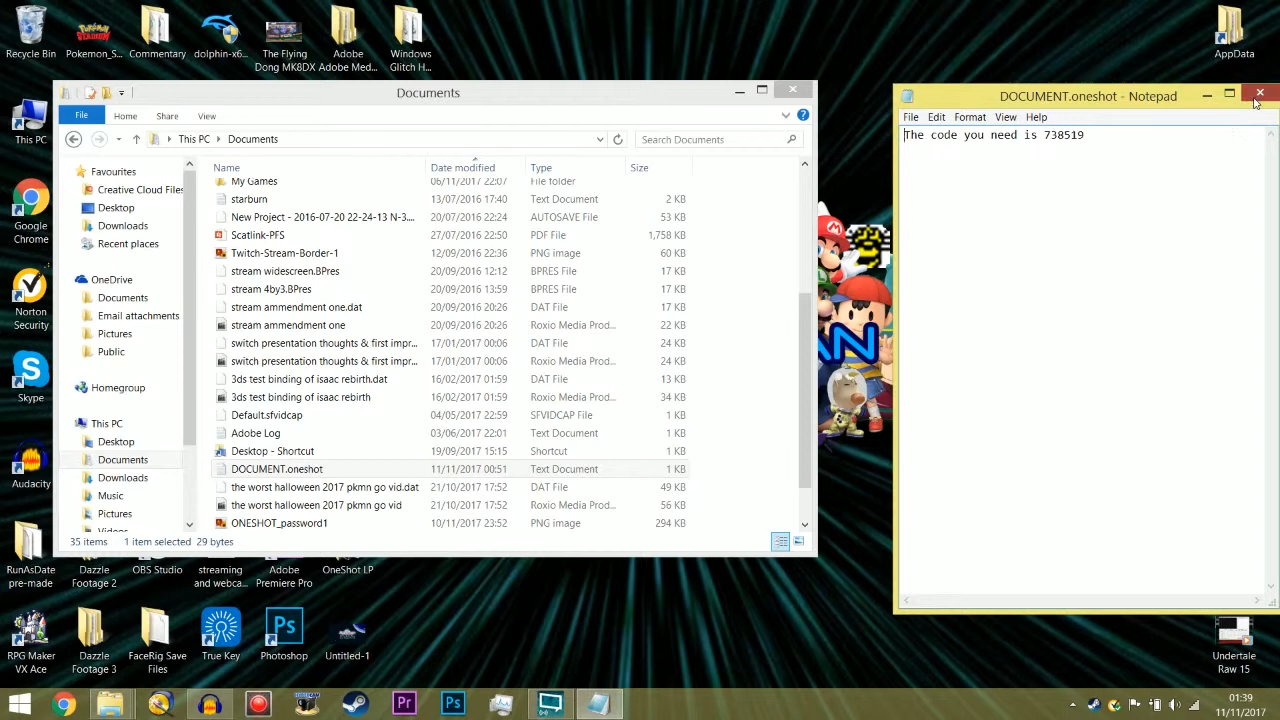 Recycle Bin
Pokemon_S...
Commentary
dolphin-x6...
The Flying
Dong MK8DX
Adobe
Adobe Med...
Windows
Glitch H...
AppData
Documents
File
Home
Share
View
This PC
Documents
Search Documents
Name
Date modified
Type
Size
My Games
06/11/2017 22:07
File folder
starburn
13/07/2016 17:40
Text Document
2 KB
New Project - 2016-07-20 22-24-13 N-3....
20/07/2016 22:24
AUTOSAVE File
53 KB
Scatlink-PFS
27/07/2016 22:50
PDF File
1,758 KB
Twitch-Stream-Border-1
12/09/2016 22:36
PNG image
60 KB
stream widescreen.BPres
20/09/2016 12:12
BPRES File
17 KB
stream 4by3.BPres
20/09/2016 13:59
BPRES File
17 KB
stream ammendment one.dat
20/09/2016 20:26
DAT File
17 KB
stream ammendment one
20/09/2016 20:26
Roxio Media Prod...
22 KB
switch presentation thoughts & first impr...
17/01/2017 00:06
DAT File
24 KB
switch presentation thoughts & first impr...
17/01/2017 00:06
Roxio Media Prod...
24 KB
3ds test binding of isaac rebirth.dat
16/02/2017 01:59
DAT File
13 KB
3ds test binding of isaac rebirth
16/02/2017 01:59
Roxio Media Prod...
34 KB
Default.sfvidcap
04/05/2017 22:59
SFVIDCAP File
1 KB
Adobe Log
03/06/2017 22:01
Text Document
1 KB
Desktop - Shortcut
19/09/2017 15:15
Shortcut
1 KB
DOCUMENT.oneshot
11/11/2017 00:51
Text Document
1 KB
the worst halloween 2017 pkmn go vid.dat
21/10/2017 17:52
DAT File
49 KB
the worst halloween 2017 pkmn go vid
21/10/2017 17:52
Roxio Media Prod...
56 KB
ONESHOT_password1
10/11/2017 23:52
PNG image
294 KB
Favourites
Creative Cloud Files
Desktop
Downloads
Recent places
OneDrive
Documents
Email attachments
Pictures
Public
Homegroup
This PC
Desktop
Documents
Downloads
Music
Pictures
Videos
35 items
1 item selected 29 bytes
DOCUMENT.oneshot - Notepad
File
Edit
Format
View
Help
The code you need is 738519
AN
This PC
Google
Chrome
Norton
Security
Skype
Audacity
RunAsDate
pre-made
Dazzle
Footage 2
OBS Studio
streaming
and webca...
Adobe
Premiere Pro
OneShot LP
RPG Maker
VX Ace
Dazzle
Footage 3
FaceRig Save
Files
True Key
Ps
Photoshop
Untitled-1
Undertale
Raw 15
Pr
Ps
01:39
11/11/2017